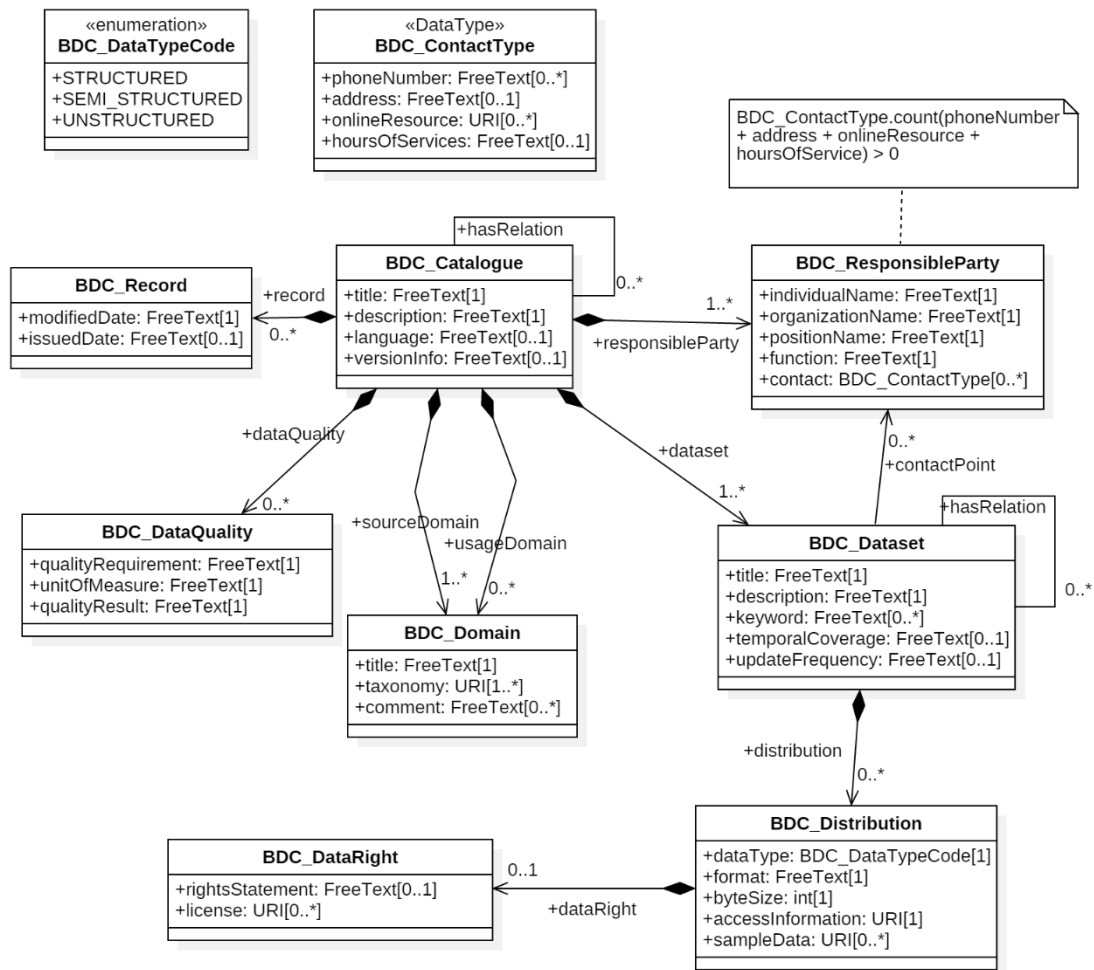 «enumeration»
BDC_DataTypeCode
+STRUCTURED
+SEMI_STRUCTURED
+UNSTRUCTURED
«DataType»
BDC_ContactType
+phoneNumber: FreeText[0..*]
+address: FreeText[0..1]
+onlineResource: URI[0..*]
+hoursOfServices: FreeText[0..1]
BDC_ContactType.count(phoneNumber
+ address + onlineResource +
hoursOfService) > 0
+hasRelation
0..*
BDC_Record
+modifiedDate: FreeText[1]
+issuedDate: FreeText[0..1]
+record
0..*
BDC_Catalogue
+title: FreeText[1]
+description: FreeText[1]
+language: FreeText[0..1]
+versionInfo: FreeText[0..1]
1..*
+responsibleParty
BDC_ResponsibleParty
+individualName: FreeText[1]
+organizationName: FreeText[1]
+positionName: FreeText[1]
+function: FreeText[1]
+contact: BDC_ContactType[0..*]
+dataQuality
0..*
+sourceDomain
1..*
+usageDomain
0..*
+dataset
1..*
0..*
+contactPoint
+hasRelation
0..*
BDC_DataQuality
+qualityRequirement: FreeText[1]
+unitOfMeasure: FreeText[1]
+qualityResult: FreeText[1]
BDC_Domain
+title: FreeText[1]
+taxonomy: URI[1..*]
+comment: FreeText[0..*]
BDC_Dataset
+title: FreeText[1]
+description: FreeText[1]
+keyword: FreeText[0..*]
+temporalCoverage: FreeText[0..1]
+updateFrequency: FreeText[0..1]
+distribution
0..*
BDC_DataRight
+rightsStatement: FreeText[0..1]
+license: URI[0..*]
0..1
+dataRight
BDC_Distribution
+dataType: BDC_DataTypeCode[1]
+format: FreeText[1]
+byteSize: int[1]
+accessInformation: URI[1]
+sampleData: URI[0..*]